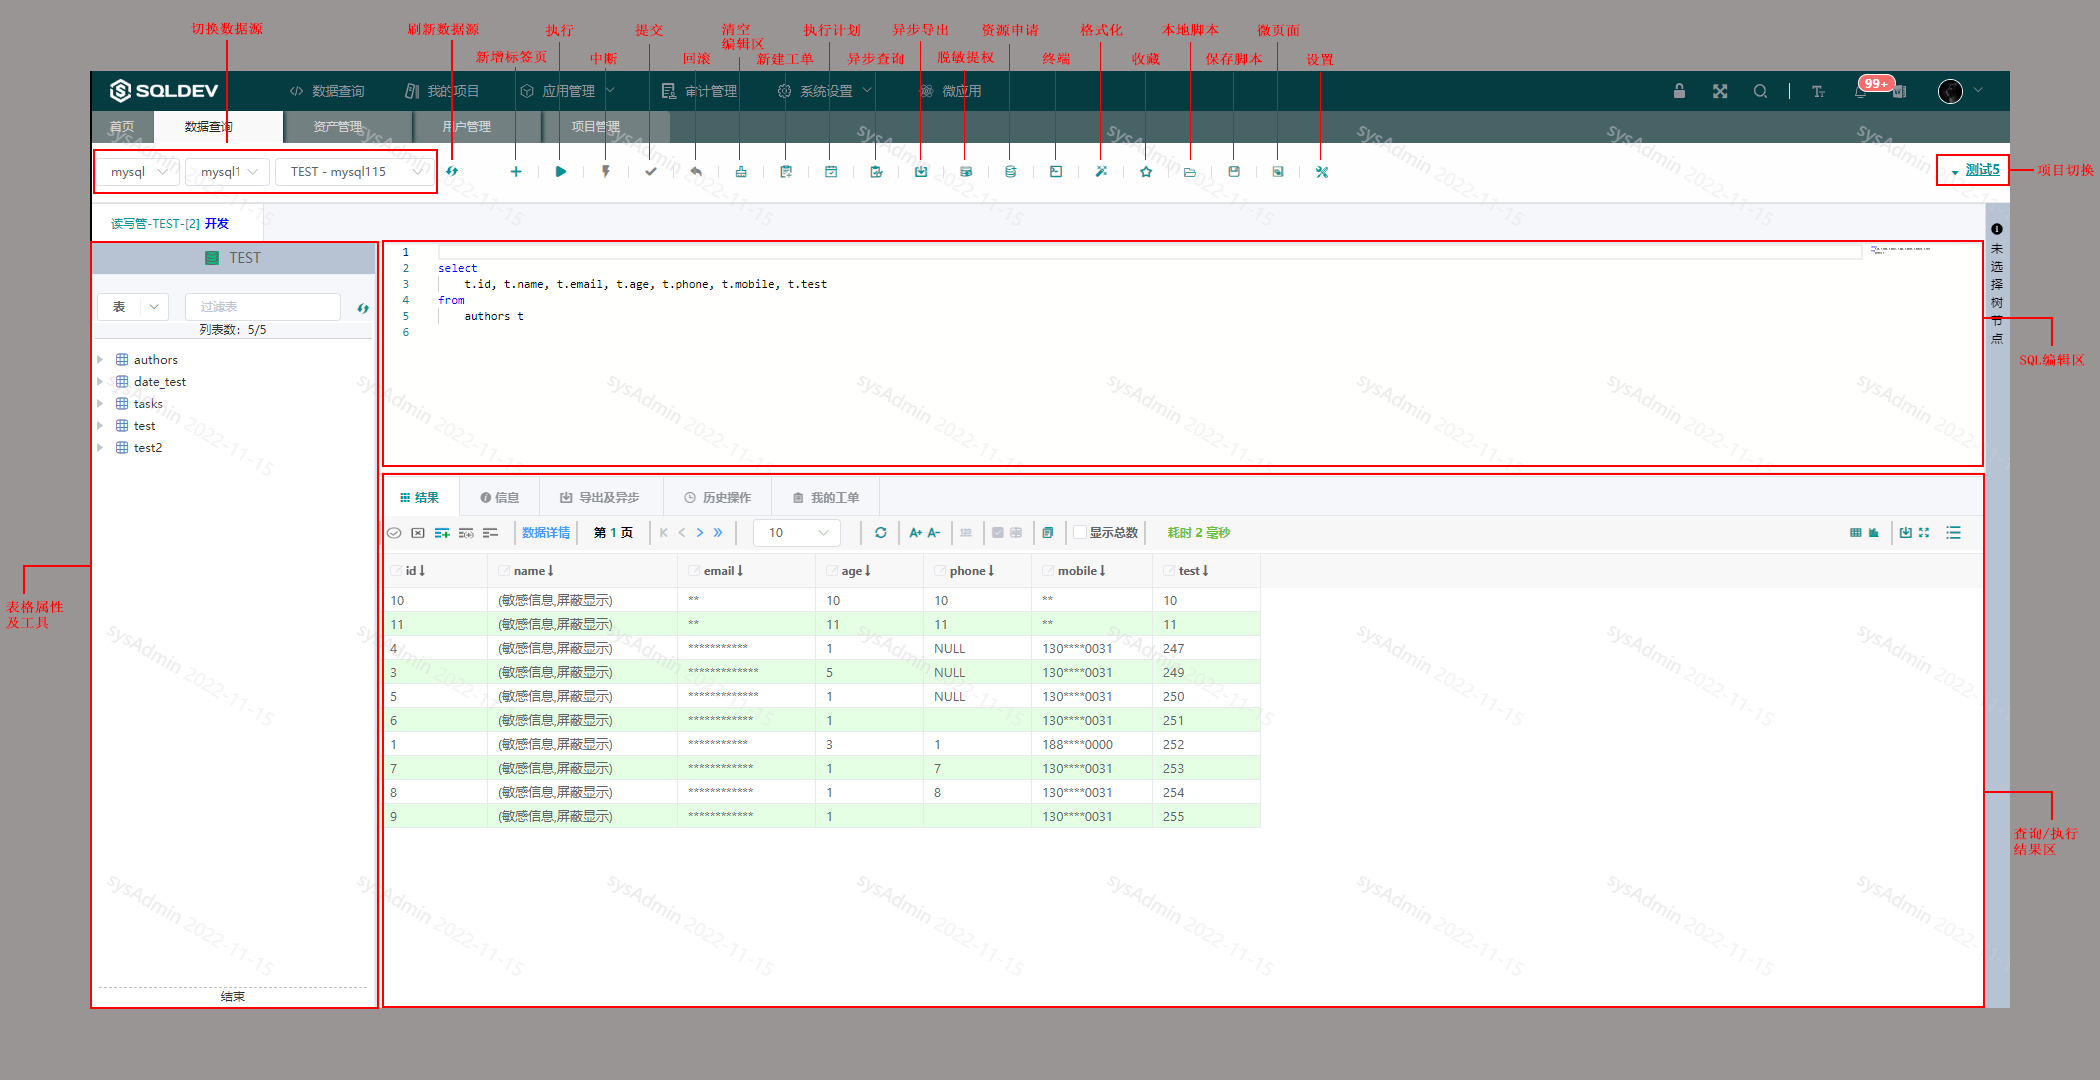 切换数据源
刷新数据源
执行
提交
清空
编辑区
执行计划
异步导出
资源申请
格式化
本地脚本
微页面
新增标签页
中断
回滚
新建工单
异步查询
脱敏提权
终端
收藏
保存脚本
设置
SQLDEV
数据查询
我的项目
应用管理
审计管理
系统设置
微应用
99+
首页
数据查询
资产管理
用户管理
项目管理
mysql
mysql1
TEST - mysql115
测试5
项目切换
读写管-TEST-[2] 开发
TEST
表
过滤表
列表数：5/5
authors
date_test
tasks
test
test2
结束
表格属性
及工具
1
2 select
3 t.id, t.name, t.email, t.age, t.phone, t.mobile, t.test
4 from
5 authors t
6
未选择树节点
SQL编辑区
结果
信息
导出及异步
历史操作
我的工单
数据详情
第 1 页
10
A+ A-
显示总数
耗时 2 毫秒
id name email age phone mobile test
10 (敏感信息,屏蔽显示) ** 10 10 ** 10
11 (敏感信息,屏蔽显示) ** 11 11 ** 11
4 (敏感信息,屏蔽显示) *********** 1 NULL 130****0031 247
3 (敏感信息,屏蔽显示) ************* 5 NULL 130****0031 249
5 (敏感信息,屏蔽显示) ************* 1 NULL 130****0031 250
6 (敏感信息,屏蔽显示) ************ 1 130****0031 251
1 (敏感信息,屏蔽显示) *********** 3 1 188****0000 252
7 (敏感信息,屏蔽显示) ************ 1 7 130****0031 253
8 (敏感信息,屏蔽显示) ************ 1 8 130****0031 254
9 (敏感信息,屏蔽显示) ************ 1 130****0031 255
查询/执行
结果区
sysAdmin 2022-11-15